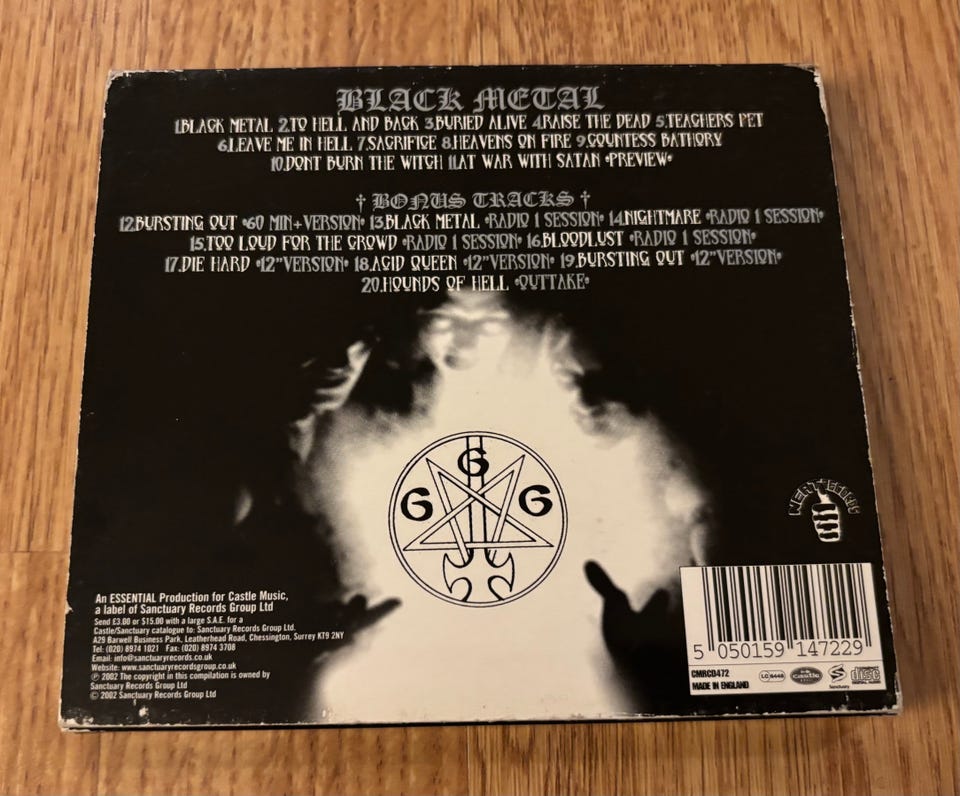 BLACK METAL
1.BLACK METAL 2.TO HELL AND BACK 3.BURIED ALIVE 4.RAISE THE DEAD 5.TEACHERS PET
6.LEAVE ME IN HELL 7.SACRIFICE 8.HEAVENS ON FIRE 9.COUNTESS BATHORY
10.DONT BURN THE WITCH 11.AT WAR WITH SATAN •PREVIEW•
† BONUS TRACKS †
12.BURSTING OUT •60 MIN+VERSION• 13.BLACK METAL •RADIO 1 SESSION• 14.NIGHTMARE •RADIO 1 SESSION•
15.TOO LOUD FOR THE CROWD •RADIO 1 SESSION• 16.BLOODLUST •RADIO 1 SESSION•
17.DIE HARD •12"VERSION• 18.ACID QUEEN •12"VERSION• 19.BURSTING OUT •12"VERSION•
20.HOUNDS OF HELL •OUTTAKE•
G
G G
NEAT RECORDS
An ESSENTIAL Production for Castle Music,
a label of Sanctuary Records Group Ltd
Send £3.00 or $15.00 with a large S.A.E. for a
Castle/Sanctuary catalogue to: Sanctuary Records Group Ltd.
A29 Barwell Business Park, Leatherhead Road, Chessington, Surrey KT9 2NY
Tel: (020) 8974 1021 Fax: (020) 8974 3708
Email: info@sanctuaryrecords.co.uk
Website: www.sanctuaryrecordsgroup.co.uk
℗ 2002 The copyright in this compilation is owned by
Sanctuary Records Group Ltd
© 2002 Sanctuary Records Group Ltd
5 050159 147229
CMRCD472
MADE IN ENGLAND
LC 6448
Castle
Sanctuary
disc